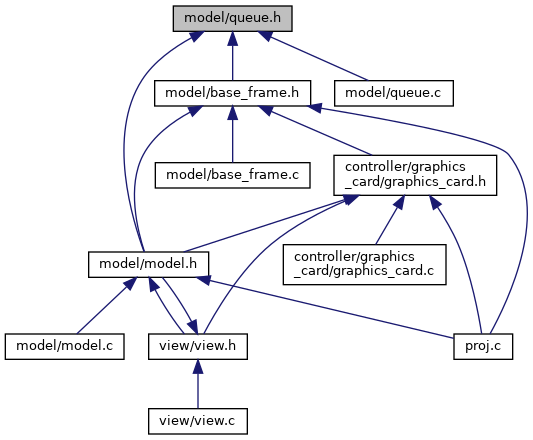 model/queue.h
model/base_frame.h
model/queue.c
model/base_frame.c
controller/graphics
_card/graphics_card.h
model/model.h
controller/graphics
_card/graphics_card.c
model/model.c
view/view.h
proj.c
view/view.c